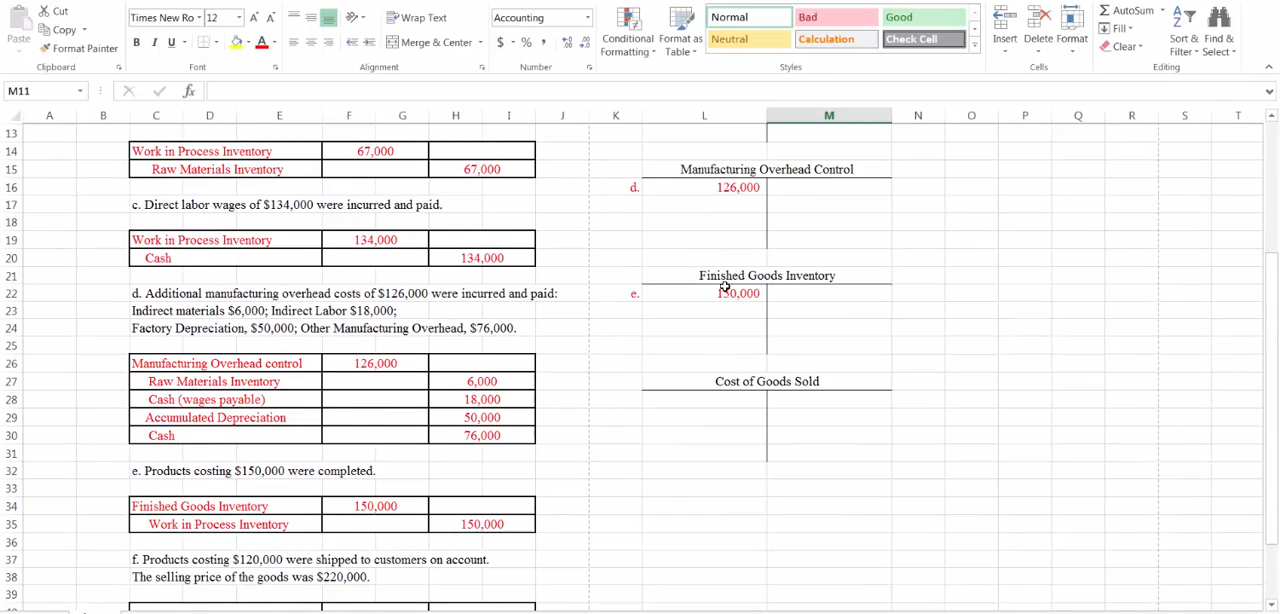 Cut
Copy
Paste
Format Painter
Clipboard
Times New Ro
12
A A
B I U
A
Font
Wrap Text
Merge & Center
Alignment
Accounting
$ % ,
Number
Conditional Formatting
Format as Table
Normal
Bad
Good
Neutral
Calculation
Check Cell
Styles
Insert
Delete
Format
Cells
AutoSum
Fill
Clear
Sort & Filter
Find & Select
Editing
M11
fx
A B C D E F G H I J K L M N O P Q R S T
13
14 Work in Process Inventory 67,000
15 Raw Materials Inventory 67,000 Manufacturing Overhead Control
16 d. 126,000
17 c. Direct labor wages of $134,000 were incurred and paid.
18
19 Work in Process Inventory 134,000
20 Cash 134,000
21 Finished Goods Inventory
22 d. Additional manufacturing overhead costs of $126,000 were incurred and paid: e. 150,000
23 Indirect materials $6,000; Indirect Labor $18,000;
24 Factory Depreciation, $50,000; Other Manufacturing Overhead, $76,000.
25
26 Manufacturing Overhead control 126,000
27 Raw Materials Inventory 6,000 Cost of Goods Sold
28 Cash (wages payable) 18,000
29 Accumulated Depreciation 50,000
30 Cash 76,000
31
32 e. Products costing $150,000 were completed.
33
34 Finished Goods Inventory 150,000
35 Work in Process Inventory 150,000
36
37 f. Products costing $120,000 were shipped to customers on account.
38 The selling price of the goods was $220,000.
39